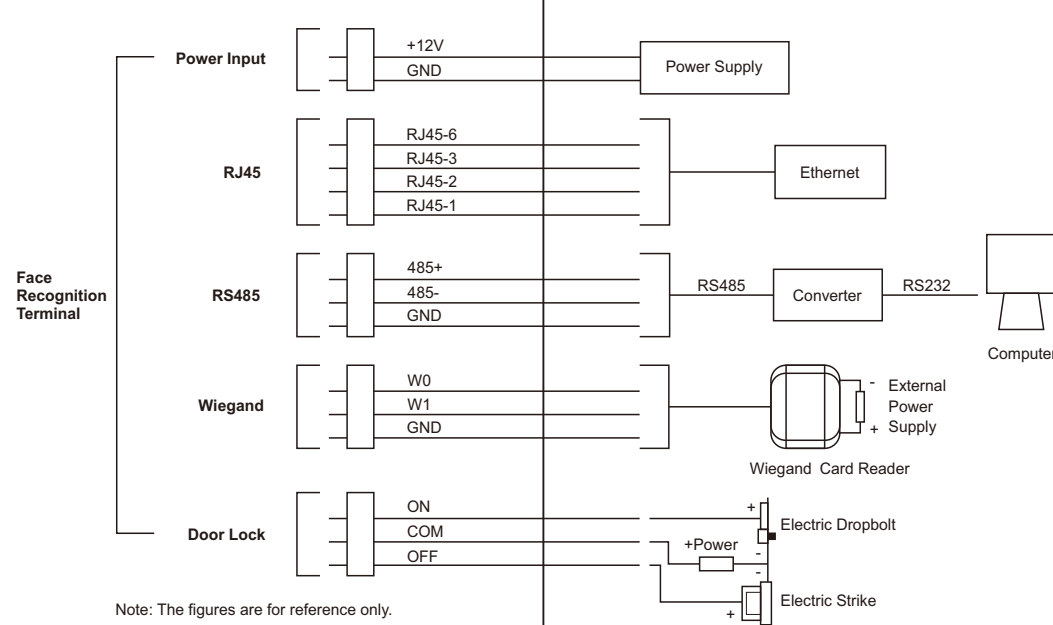 Power Input
+12V
GND
Power Supply
RJ45
RJ45-6
RJ45-3
RJ45-2
RJ45-1
Ethernet
Face
Recognition
Terminal
RS485
485+
485-
GND
RS485
Converter
RS232
Computer
Wiegand
W0
W1
GND
-
+
External
Power
Supply
Wiegand Card Reader
Door Lock
ON
COM
OFF
+
Electric Dropbolt
+Power
-
-
Electric Strike
+
Note: The figures are for reference only.